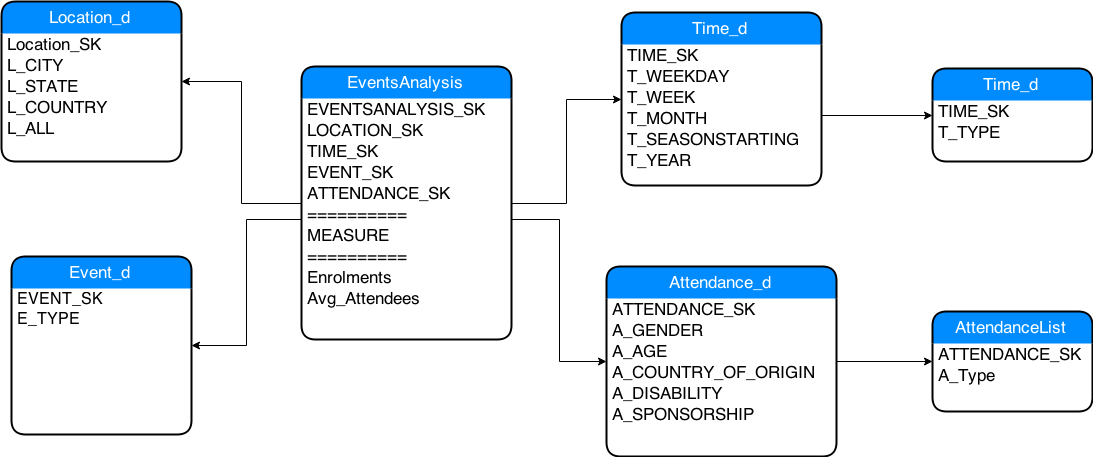 Location_d
Location_SK
L_CITY
L_STATE
L_COUNTRY
L_ALL
EventsAnalysis
EVENTSANALYSIS_SK
LOCATION_SK
TIME_SK
EVENT_SK
ATTENDANCE_SK
==========
MEASURE
==========
Enrolments
Avg_Attendees
Time_d
TIME_SK
T_WEEKDAY
T_WEEK
T_MONTH
T_SEASONSTARTING
T_YEAR
Time_d
TIME_SK
T_TYPE
Event_d
EVENT_SK
E_TYPE
Attendance_d
ATTENDANCE_SK
A_GENDER
A_AGE
A_COUNTRY_OF_ORIGIN
A_DISABILITY
A_SPONSORSHIP
AttendanceList
ATTENDANCE_SK
A_Type